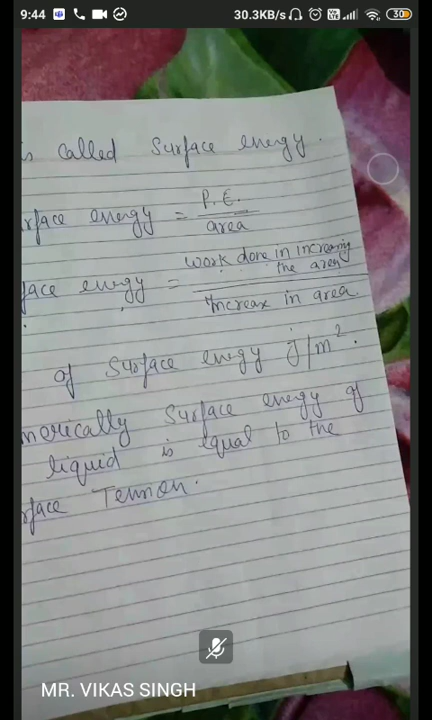 9:44
30.3KB/s
30
is called Surface energy.
rface energy = P.E. / area
face energy = work done in increasing the area / Increax in area.
of Surface energy J/m².
merically Surface energy of
liquid is equal to the
rface Tension.
MR. VIKAS SINGH